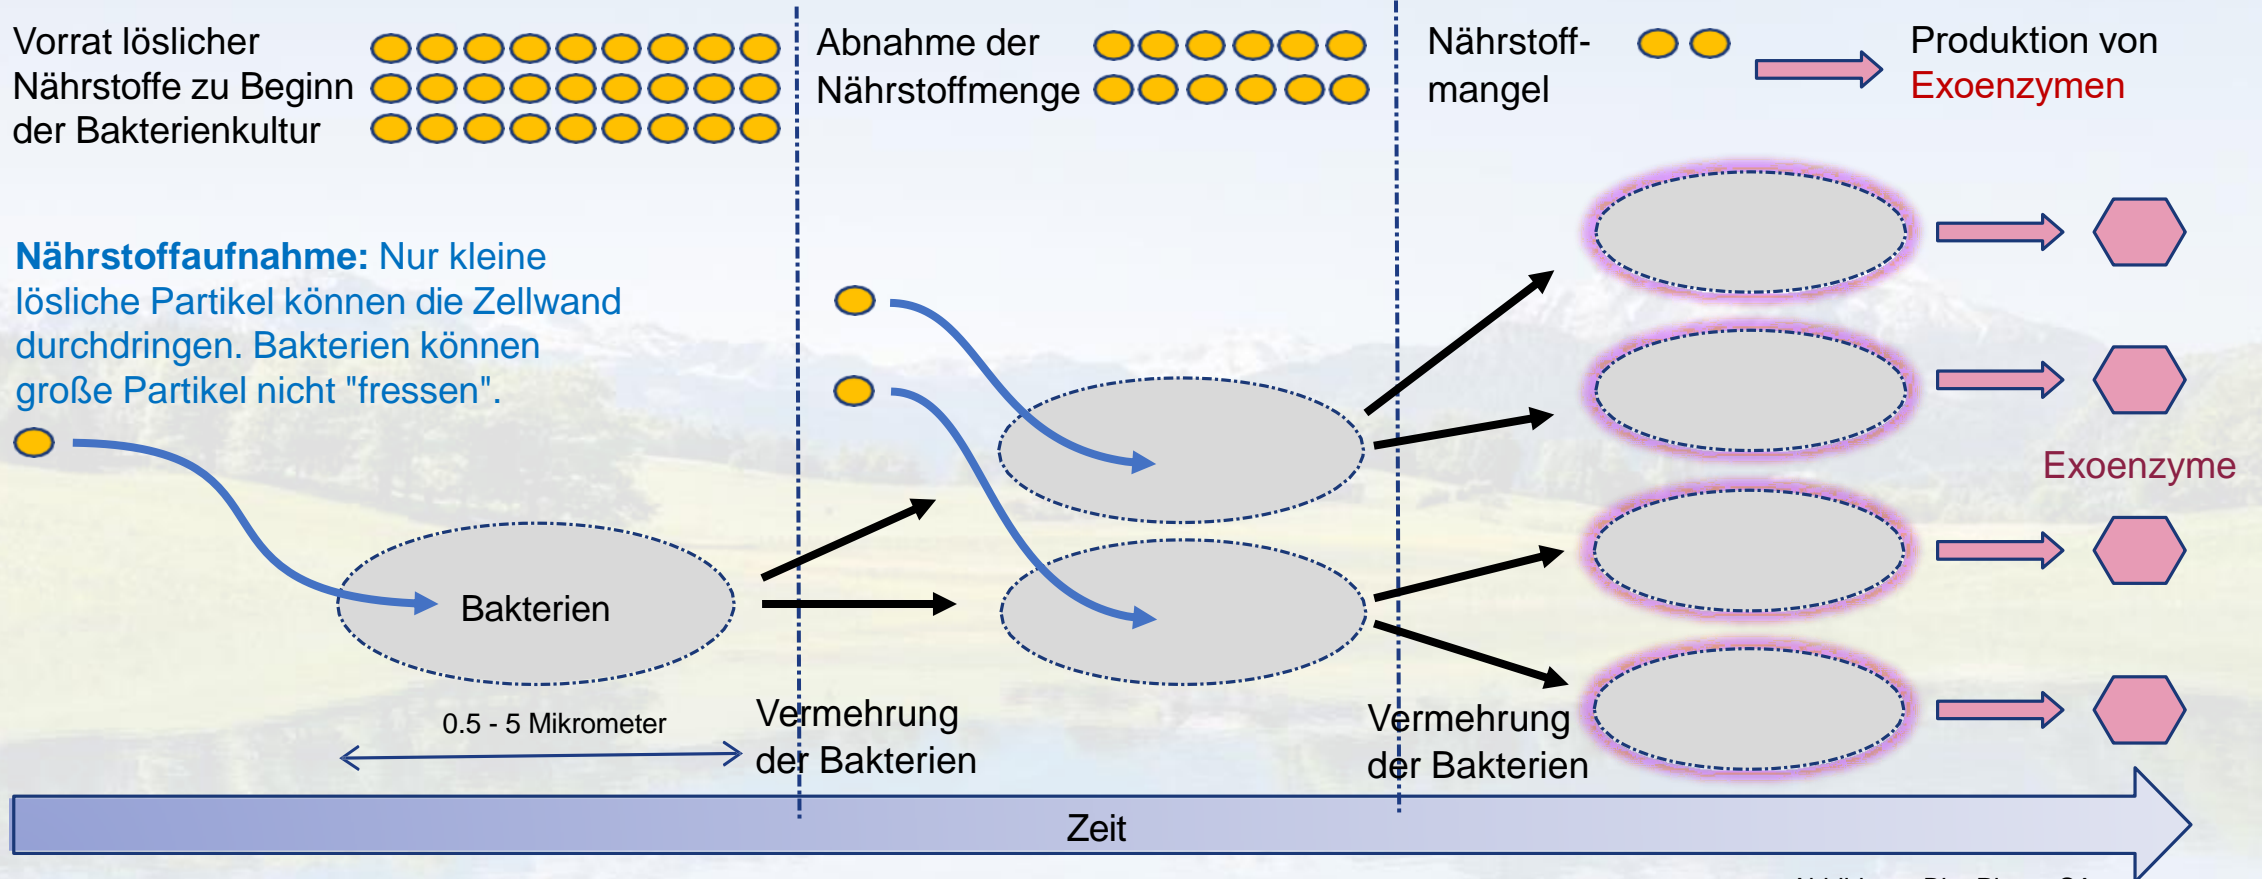 Vorrat löslicher
Nährstoffe zu Beginn
der Bakterienkultur
Abnahme der
Nährstoffmenge
Nährstoff-
mangel
Produktion von
Exoenzymen
Nährstoffaufnahme: Nur kleine
lösliche Partikel können die Zellwand
durchdringen. Bakterien können
große Partikel nicht "fressen".
Exoenzyme
Bakterien
0.5 - 5 Mikrometer
Vermehrung
der Bakterien
Vermehrung
der Bakterien
Zeit